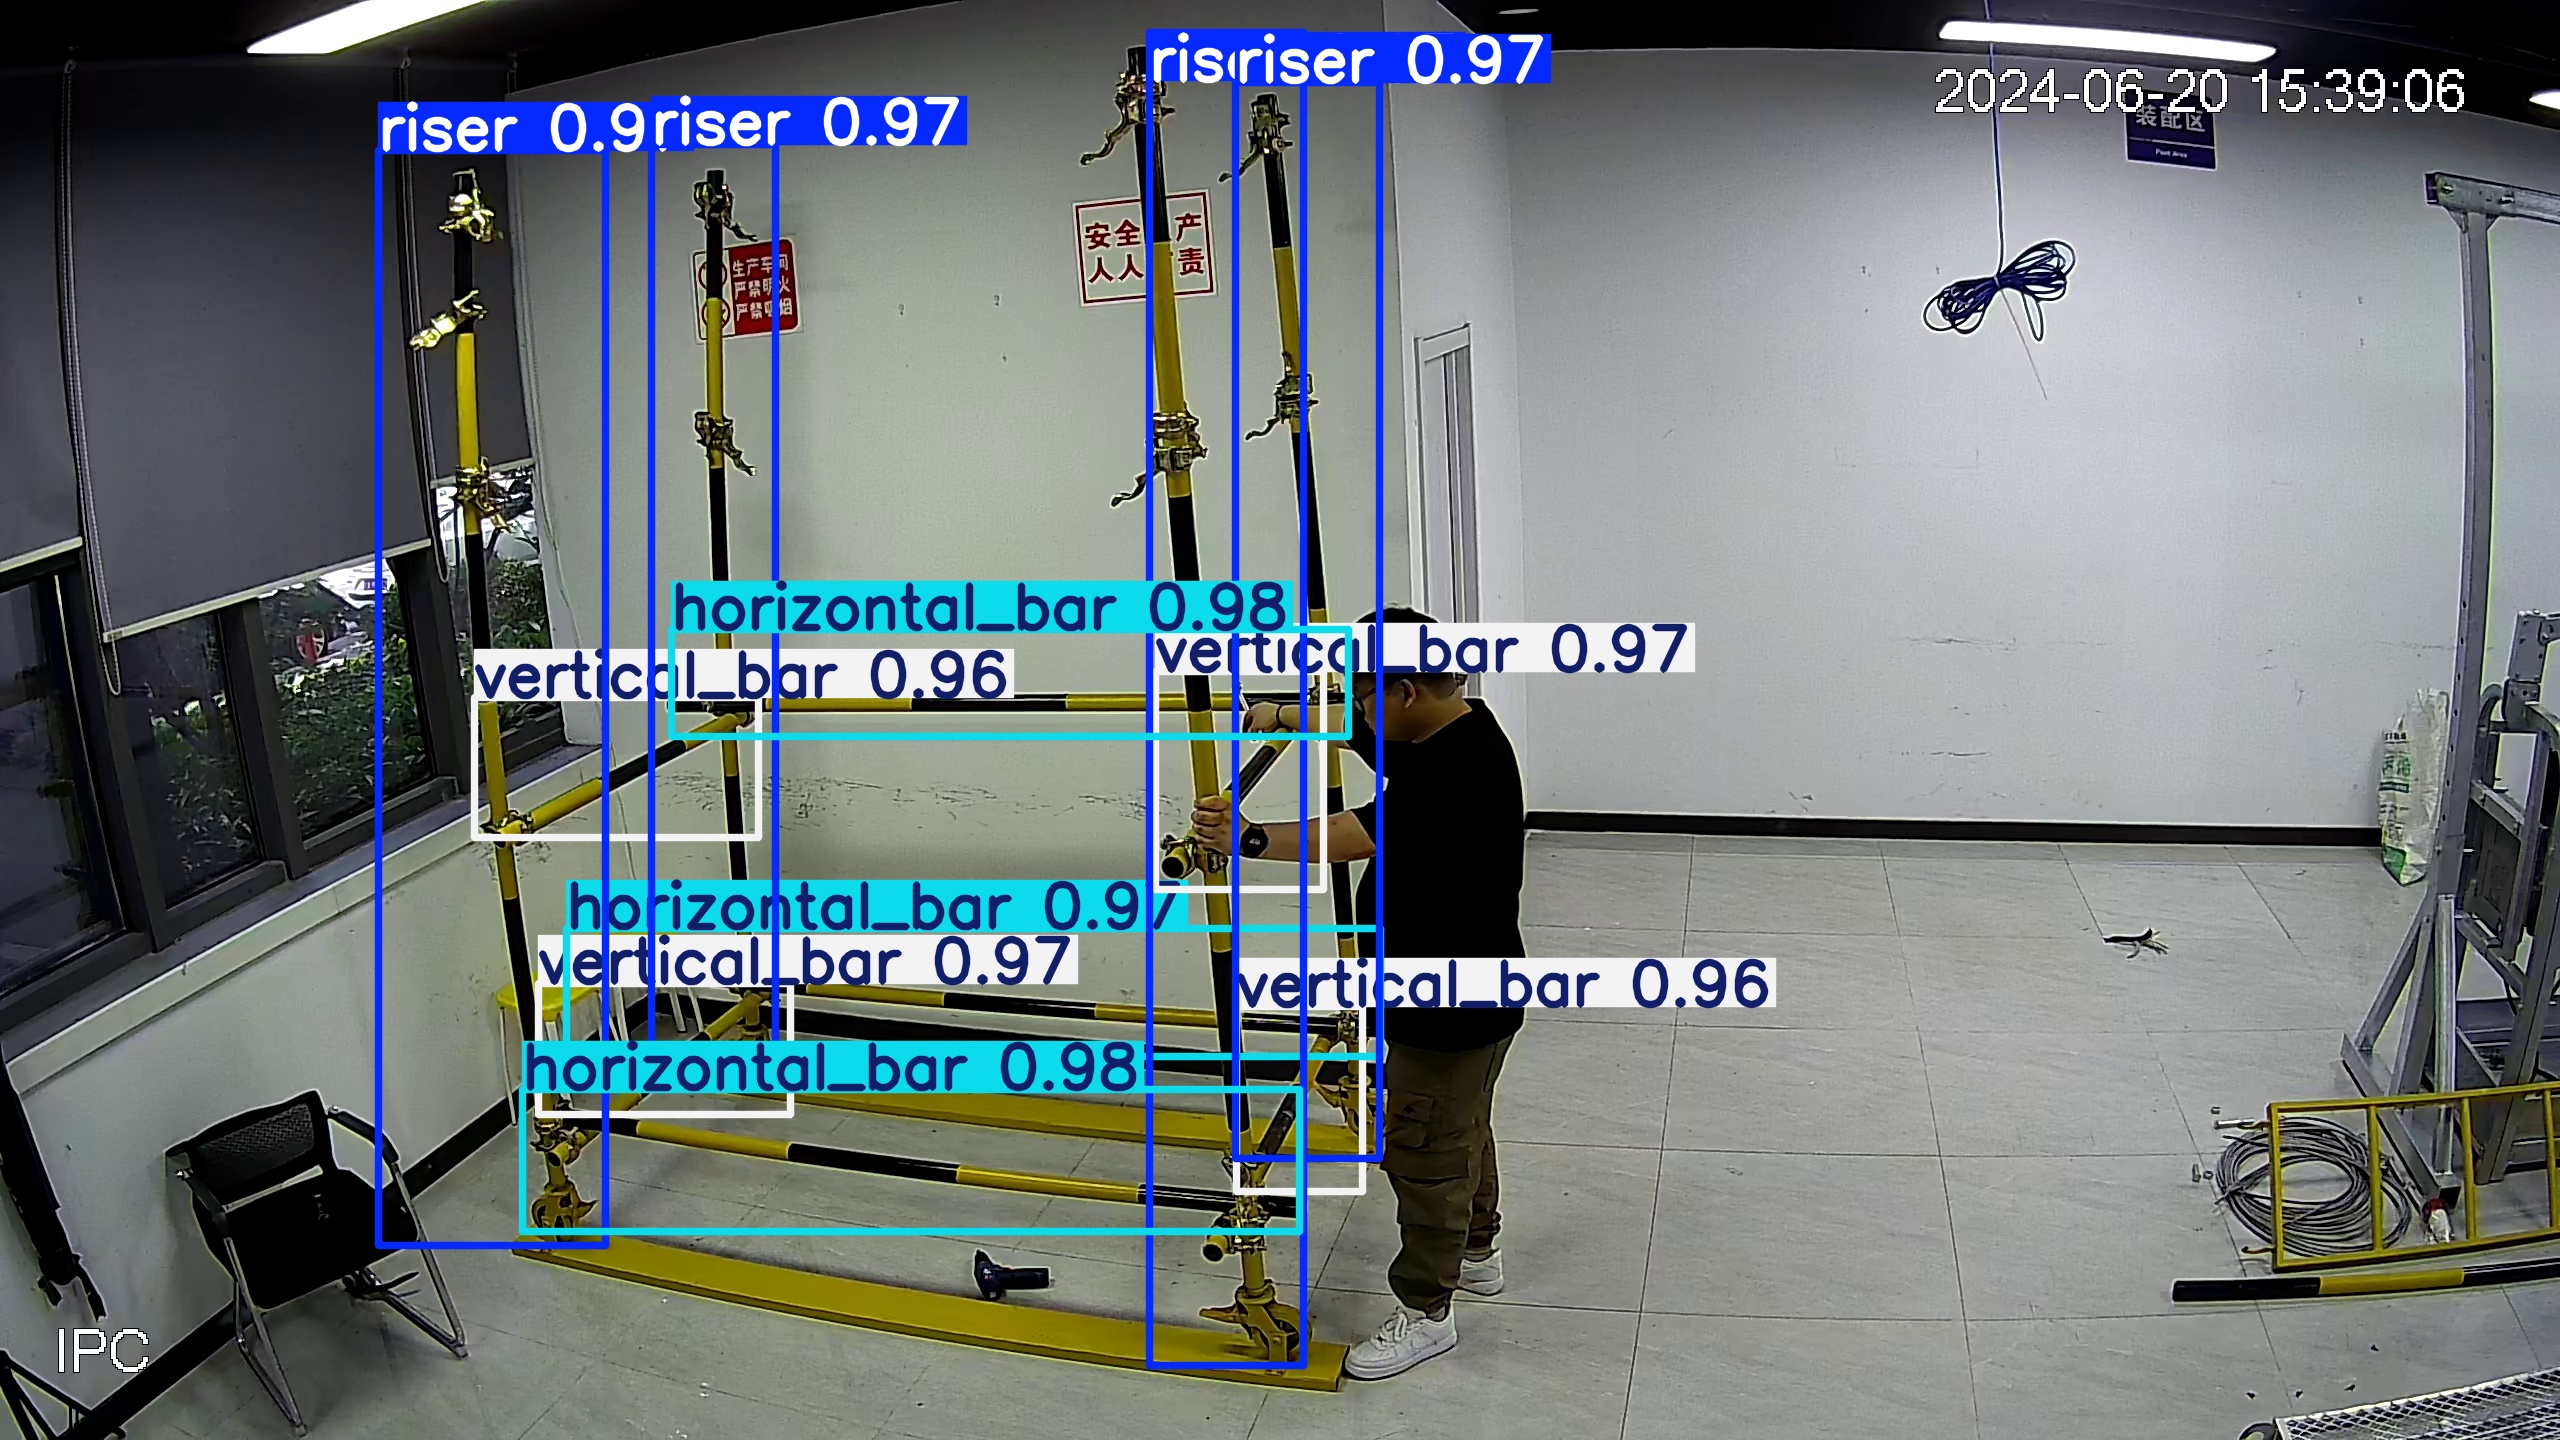 riser 0.97
2024-06-20 15:39:06
riser 0.97
装配区
riser 0.9
安全 产
人人 责
生产车间
严禁明火
严禁吸烟
horizontal_bar 0.98
vertical_bar 0.97
vertical_bar 0.96
horizontal_bar 0.97
vertical_bar 0.97
vertical_bar 0.96
horizontal_bar 0.98
IPC